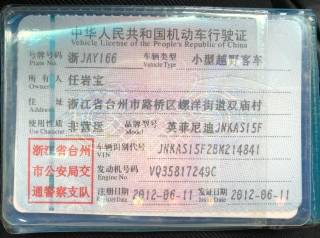 中华人民共和国机动车行驶证
Vehicle License of the People's Republic of China
号牌号码 浙JAY166 车辆类型 小型越野客车
Plate No. Vehicle Type
所有人 任岩宝
Owner
住址 浙江省台州市路桥区螺洋街道双庙村
Address
使用性质 非营运 品牌型号 英菲尼迪JNKAS15F
Use Character Model
车辆识别代号 JNKAS15F2BM214841
VIN
发动机号码 VQ35817249C
Engine No.
注册日期 2012-06-11 发证日期 2012-06-11
Register Date Issue Date
浙江省台州
市公安局交
通警察支队